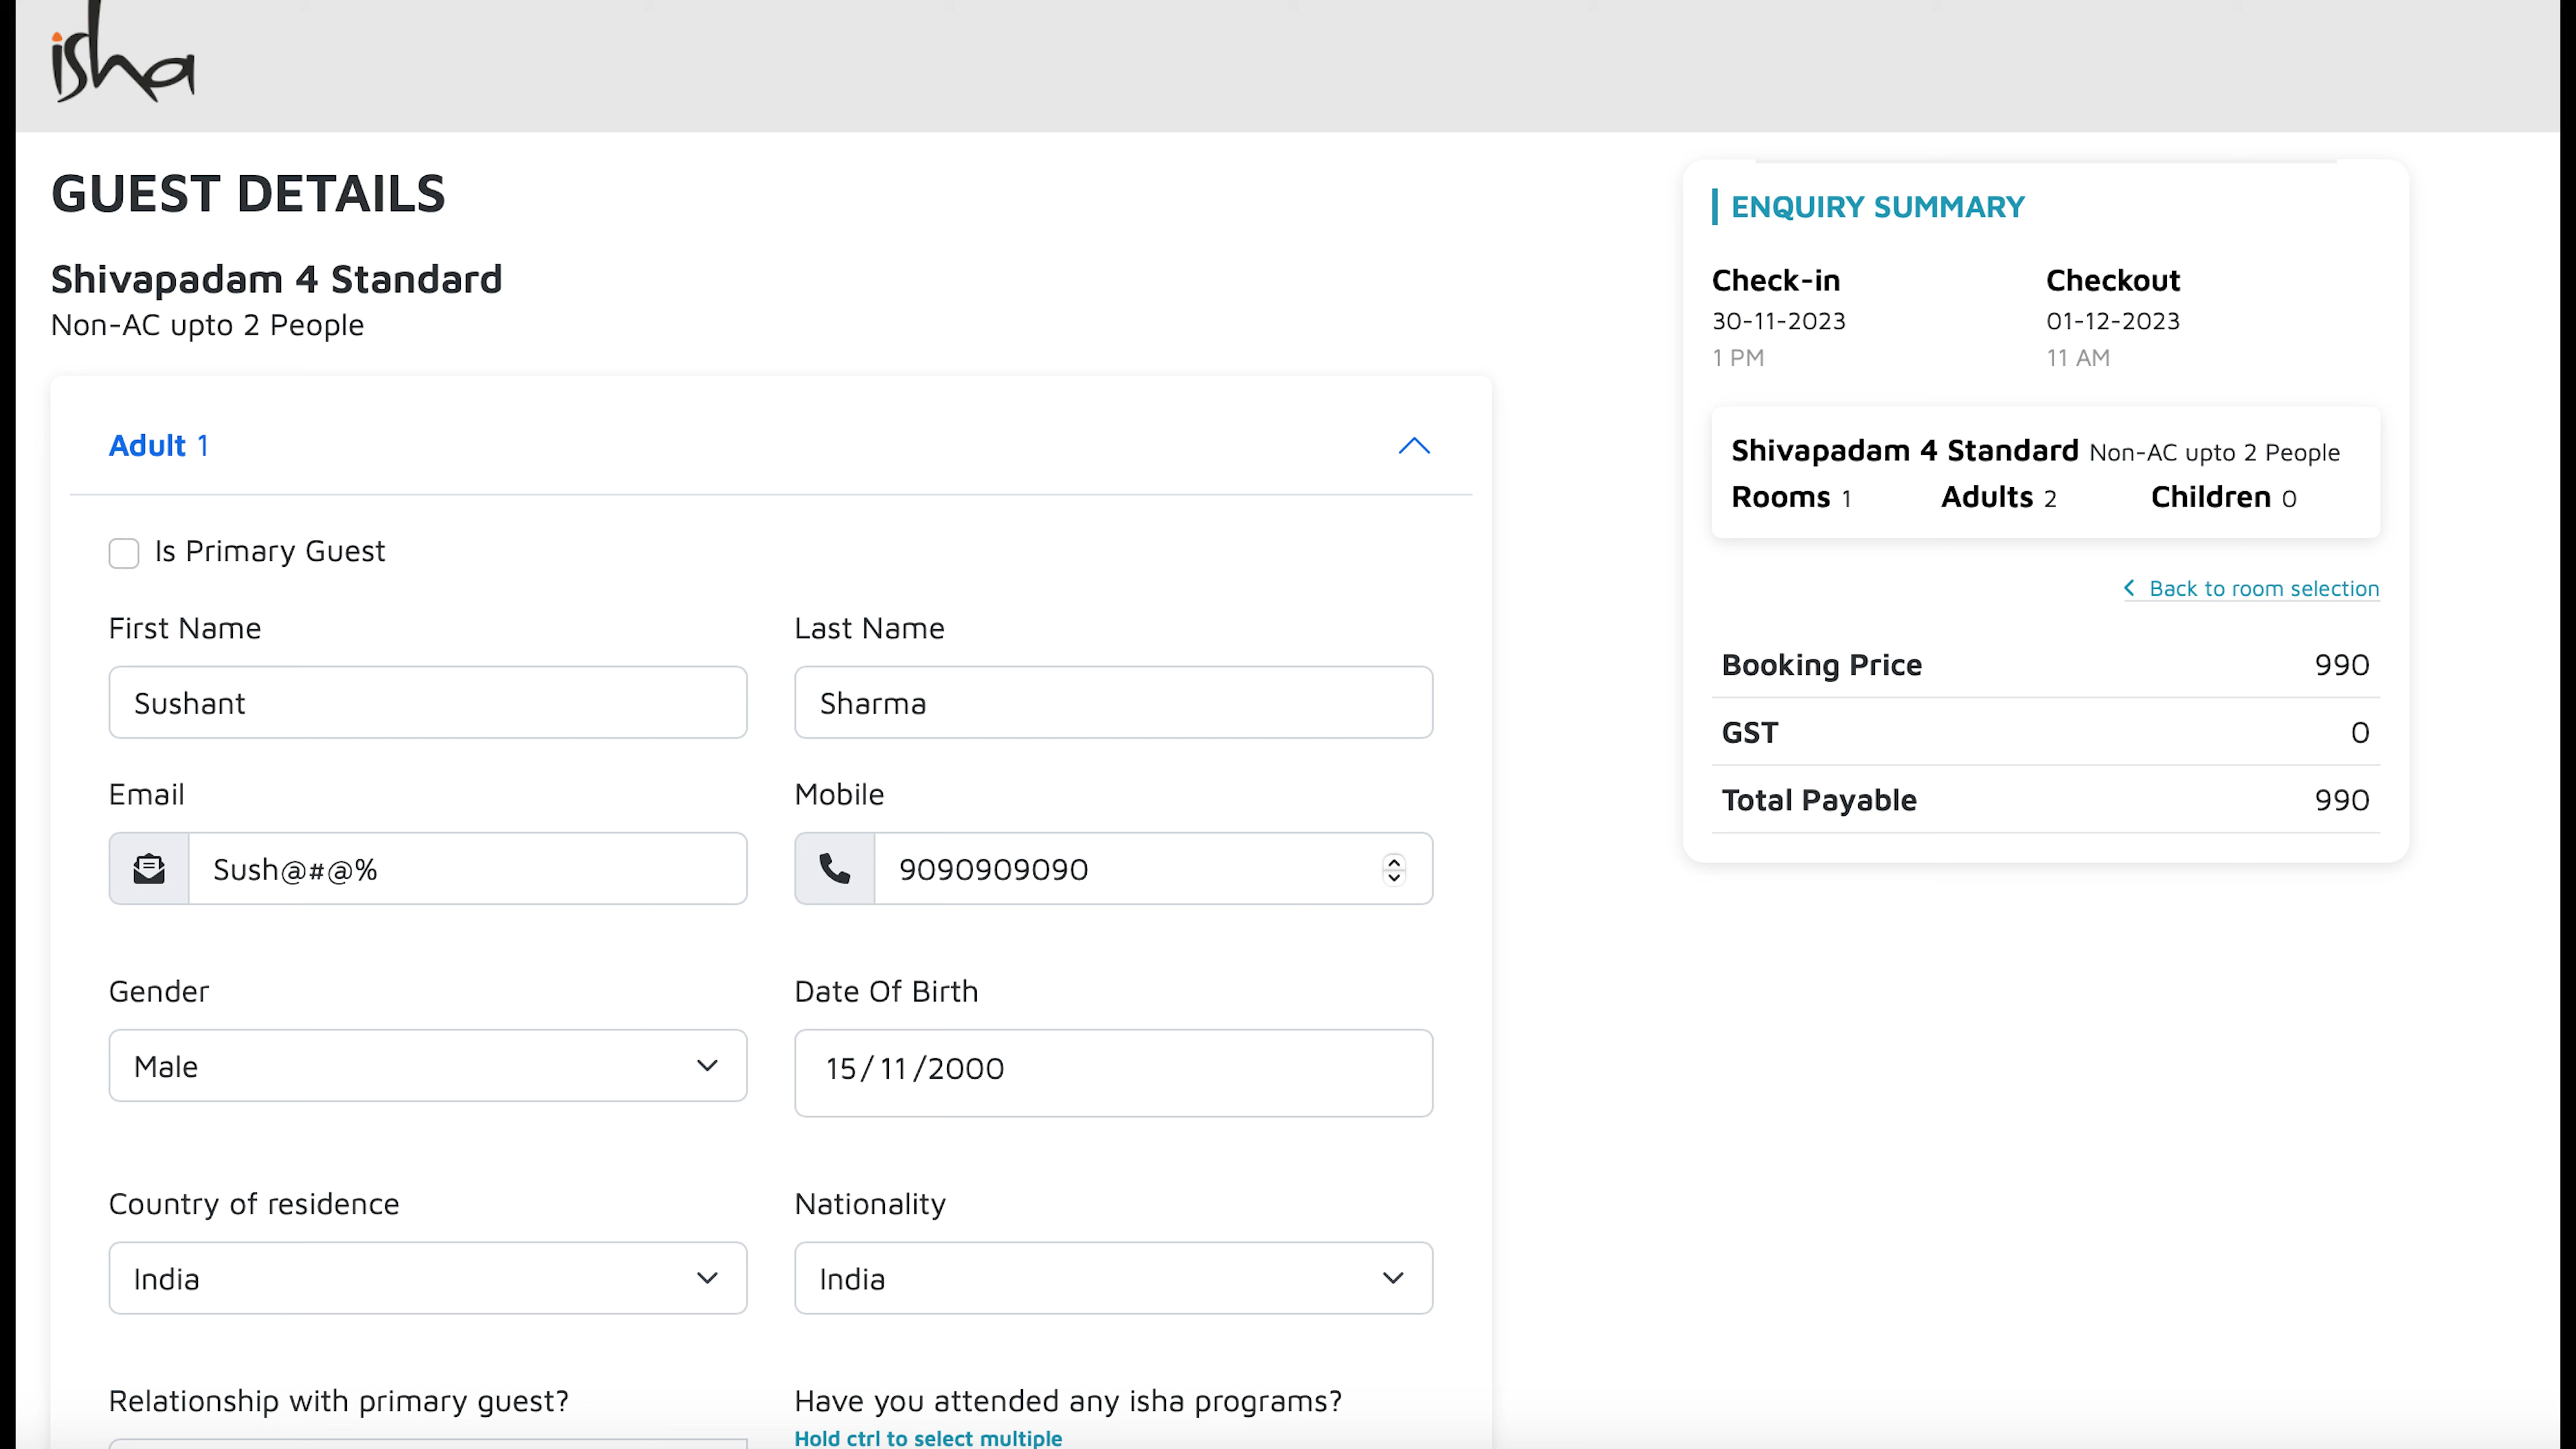 isha
GUEST DETAILS
Shivapadam 4 Standard
Non-AC upto 2 People
Adult 1
Is Primary Guest
First Name
Last Name
Sushant
Sharma
Email
Mobile
Sush@#@%
9090909090
Gender
Date Of Birth
Male
15/11/2000
Country of residence
Nationality
India
India
Relationship with primary guest?
Have you attended any isha programs?
Hold ctrl to select multiple
ENQUIRY SUMMARY
Check-in
Checkout
30-11-2023
01-12-2023
1 PM
11 AM
Shivapadam 4 Standard Non-AC upto 2 People
Rooms 1 Adults 2 Children 0
Back to room selection
Booking Price 990
GST 0
Total Payable 990